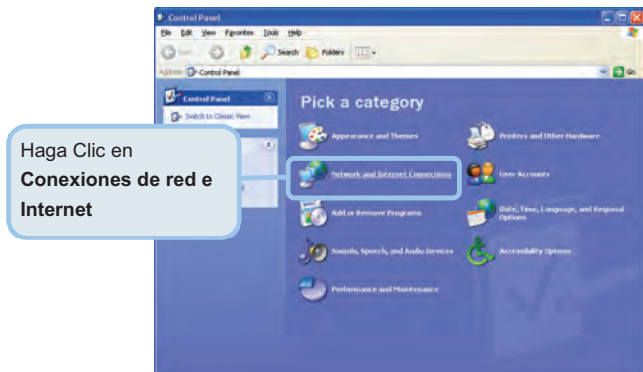 Control Panel
File Edit View Favorites Tools Help
Search Folders
Address Control Panel Go
Control Panel
Switch to Classic View
Pick a category
Appearance and Themes
Printers and Other Hardware
Haga Clic en
Conexiones de red e
Internet
Network and Internet Connections
User Accounts
Add or Remove Programs
Date, Time, Language, and Regional
Options
Sounds, Speech, and Audio Devices
Accessibility Options
Performance and Maintenance